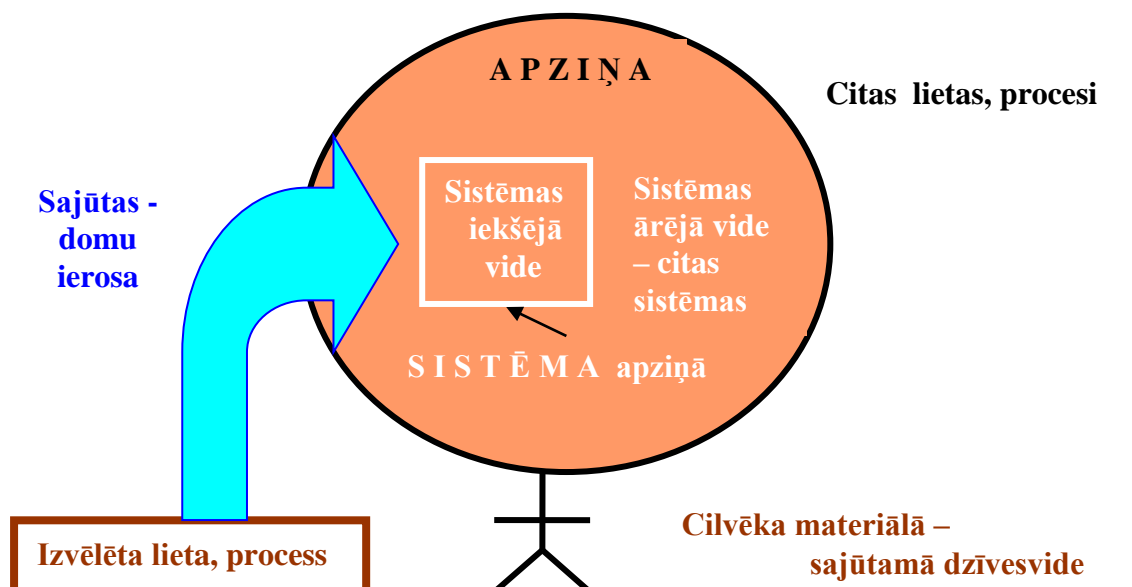 A P Z I Ņ A
Citas lietas, procesi
Sajūtas -
domu
ierosa
Sistēmas
iekšējā
vide
Sistēmas
ārējā vide
– citas
sistēmas
S I S T Ē M A apziņā
Izvēlēta lieta, process
Cilvēka materiālā –
sajūtamā dzīvesvide